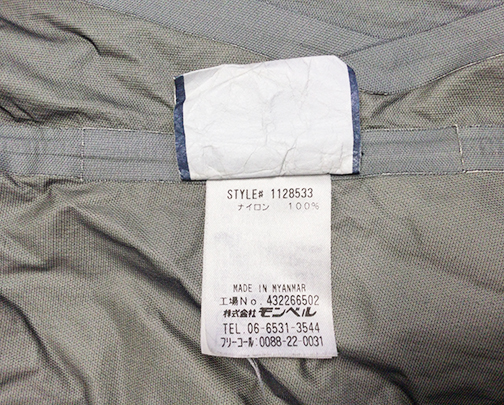 STYLE# 1128533
ナイロン 100%
MADE IN MYANMAR
工場No. 432266502
株式会社 モンベル
TEL. 06-6531-3544
フリーコール:0088-22-0031